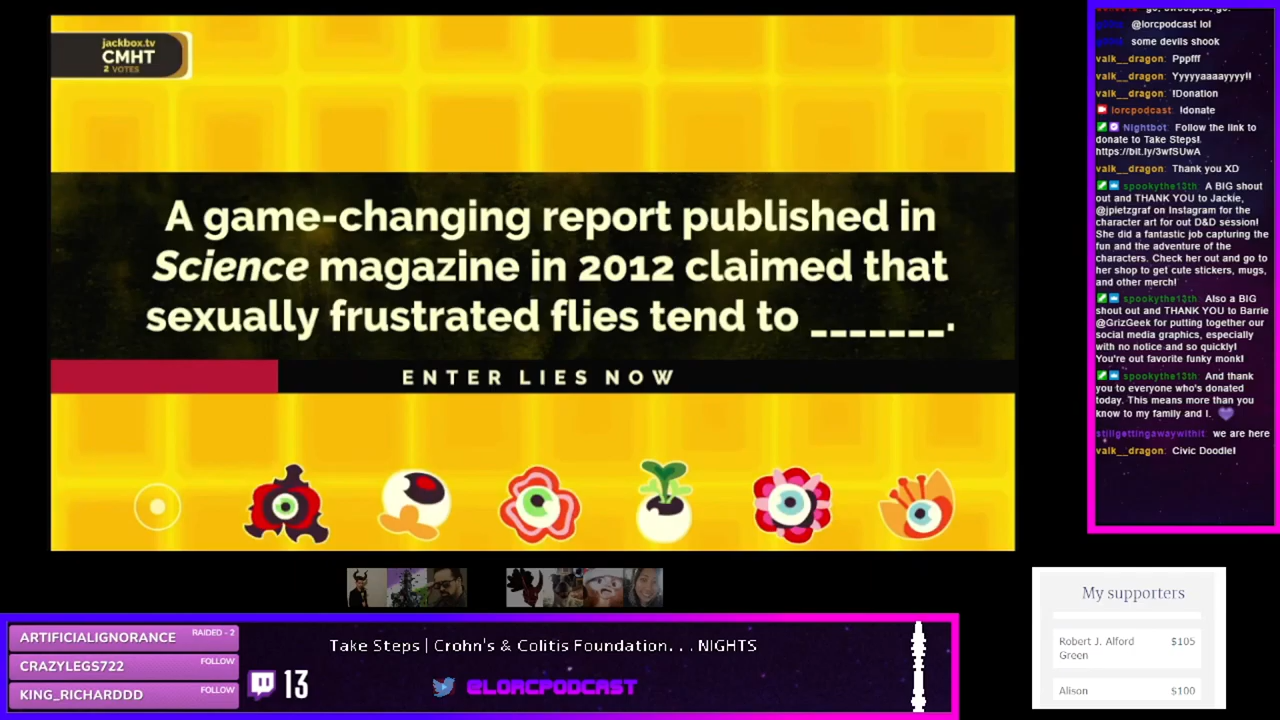 jackbox.tv
CMHT
2 VOTES
A game-changing report published in
Science magazine in 2012 claimed that
sexually frustrated flies tend to _______.
ENTER LIES NOW
@lorcpodcast lol
some devils shook
valk__dragon: Pppfff
valk__dragon: Yyyyyaaaayyyy!!
valk__dragon: !Donation
lorcpodcast: !donate
Nightbot: Follow the link to
donate to Take Steps!
https://bit.ly/3wfSUwA
valk__dragon: Thank you XD
spookythe13th: A BIG shout
out and THANK YOU to Jackie,
@jpietzgraf on Instagram for the
character art for out D&D session!
She did a fantastic job capturing the
fun and the adventure of the
characters. Check her out and go to
her shop to get cute stickers, mugs,
and other merch!
spookythe13th: Also a BIG
shout out and THANK YOU to Barrie
@GrizGeek for putting together our
social media graphics, especially
with no notice and so quickly!
You're out favorite funky monk!
spookythe13th: And thank
you to everyone who's donated
today. This means more than you
know to my family and I.
stillgettingawaywithit: we are here
valk__dragon: Civic Doodle!
My supporters
Robert J. Alford
Green
$105
Alison
$100
ARTIFICIALIGNORANCE RAIDED - 2
CRAZYLEGS722 FOLLOW
KING_RICHARDDD FOLLOW
13
Take Steps | Crohn's & Colitis Foundation. . . NIGHTS
@LORCPODCAST